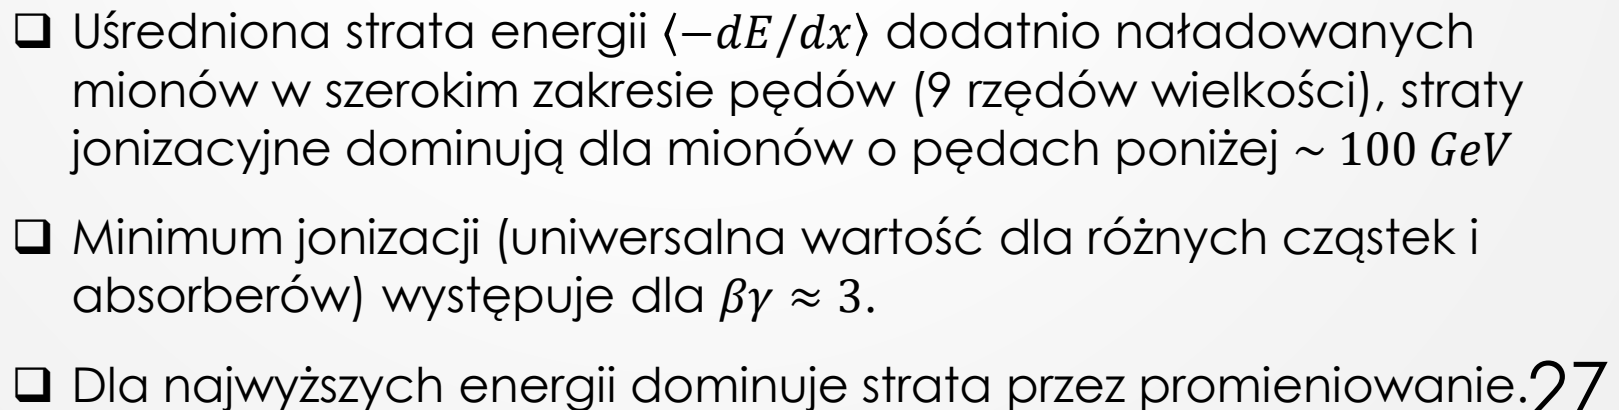 ❑ Uśredniona strata energii ⟨−dE/dx⟩ dodatnio naładowanych
mionów w szerokim zakresie pędów (9 rzędów wielkości), straty
jonizacyjne dominują dla mionów o pędach poniżej ~ 100 GeV
❑ Minimum jonizacji (uniwersalna wartość dla różnych cząstek i
absorberów) występuje dla βγ ≈ 3.
❑ Dla najwyższych energii dominuje strata przez promieniowanie.
27